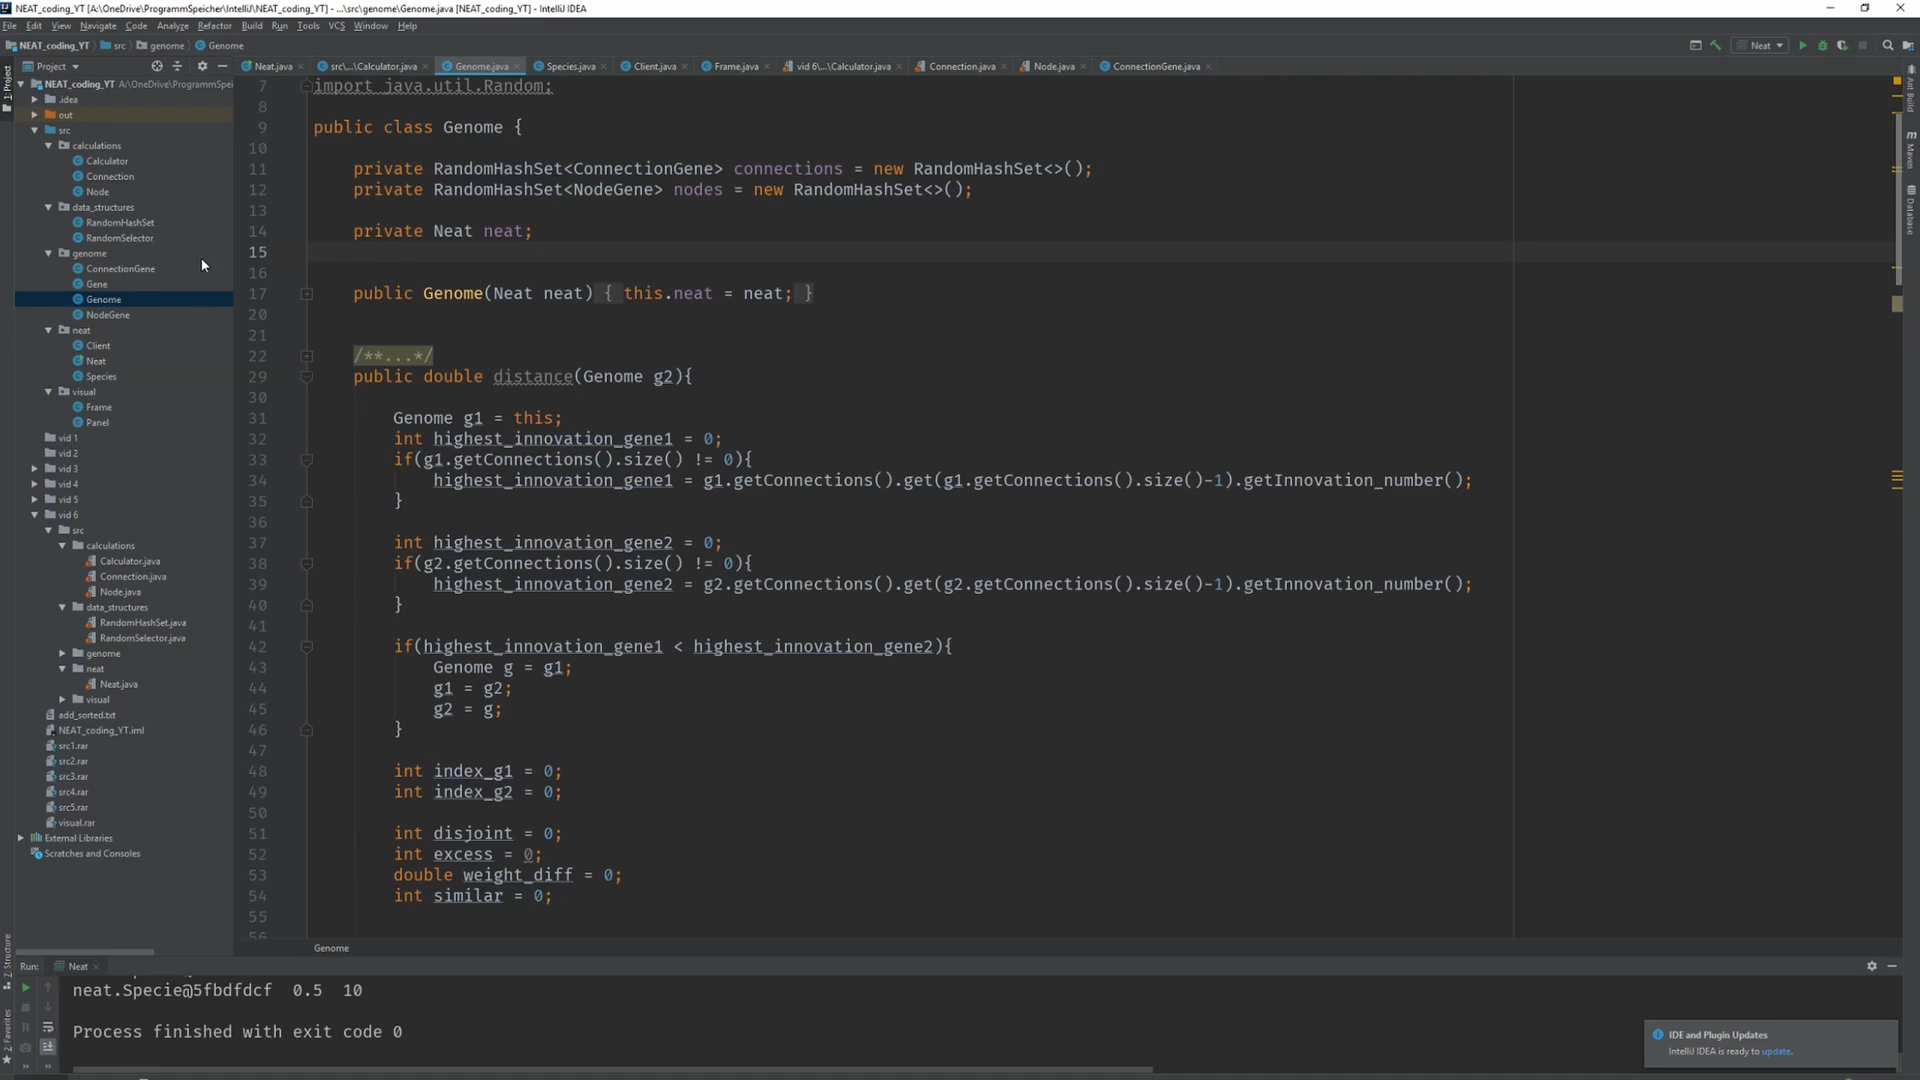 NEAT_coding_YT [A:\OneDrive\ProgrammSpeicher\IntelliJ\NEAT_coding_YT] - ...\src\genome\Genome.java [NEAT_coding_YT] - IntelliJ IDEA
File Edit View Navigate Code Analyze Refactor Build Run Tools VCS Window Help
NEAT_coding_YT src genome Genome Neat
Project Neat.java src\...\Calculator.java Genome.java Species.java Client.java Frame.java vid 6\...\Calculator.java Connection.java Node.java ConnectionGene.java
1: Project
NEAT_coding_YT A:\OneDrive\ProgrammSpei
.idea
out
src
calculations
Calculator
Connection
Node
data_structures
RandomHashSet
RandomSelector
genome
ConnectionGene
Gene
Genome
NodeGene
neat
Client
Neat
Species
visual
Frame
Panel
vid 1
vid 2
vid 3
vid 4
vid 5
vid 6
src
calculations
Calculator.java
Connection.java
Node.java
data_structures
RandomHashSet.java
RandomSelector.java
genome
neat
Neat.java
visual
add_sorted.txt
NEAT_coding_YT.iml
src1.rar
src2.rar
src3.rar
src4.rar
src5.rar
visual.rar
External Libraries
Scratches and Consoles
7 import java.util.Random;
8
9 public class Genome {
10
11 private RandomHashSet<ConnectionGene> connections = new RandomHashSet<>();
12 private RandomHashSet<NodeGene> nodes = new RandomHashSet<>();
13
14 private Neat neat;
15
16
17 public Genome(Neat neat) { this.neat = neat; }
20
21
22 /**...*/
29 public double distance(Genome g2){
30
31 Genome g1 = this;
32 int highest_innovation_gene1 = 0;
33 if(g1.getConnections().size() != 0){
34 highest_innovation_gene1 = g1.getConnections().get(g1.getConnections().size()-1).getInnovation_number();
35 }
36
37 int highest_innovation_gene2 = 0;
38 if(g2.getConnections().size() != 0){
39 highest_innovation_gene2 = g2.getConnections().get(g2.getConnections().size()-1).getInnovation_number();
40 }
41
42 if(highest_innovation_gene1 < highest_innovation_gene2){
43 Genome g = g1;
44 g1 = g2;
45 g2 = g;
46 }
47
48 int index_g1 = 0;
49 int index_g2 = 0;
50
51 int disjoint = 0;
52 int excess = 0;
53 double weight_diff = 0;
54 int similar = 0;
55
56
Genome
Ant Build
Maven
Database
Z: Structure
2: Favorites
Run: Neat
neat.Specie@5fbdfdcf 0.5 10
Process finished with exit code 0
IDE and Plugin Updates
IntelliJ IDEA is ready to update.